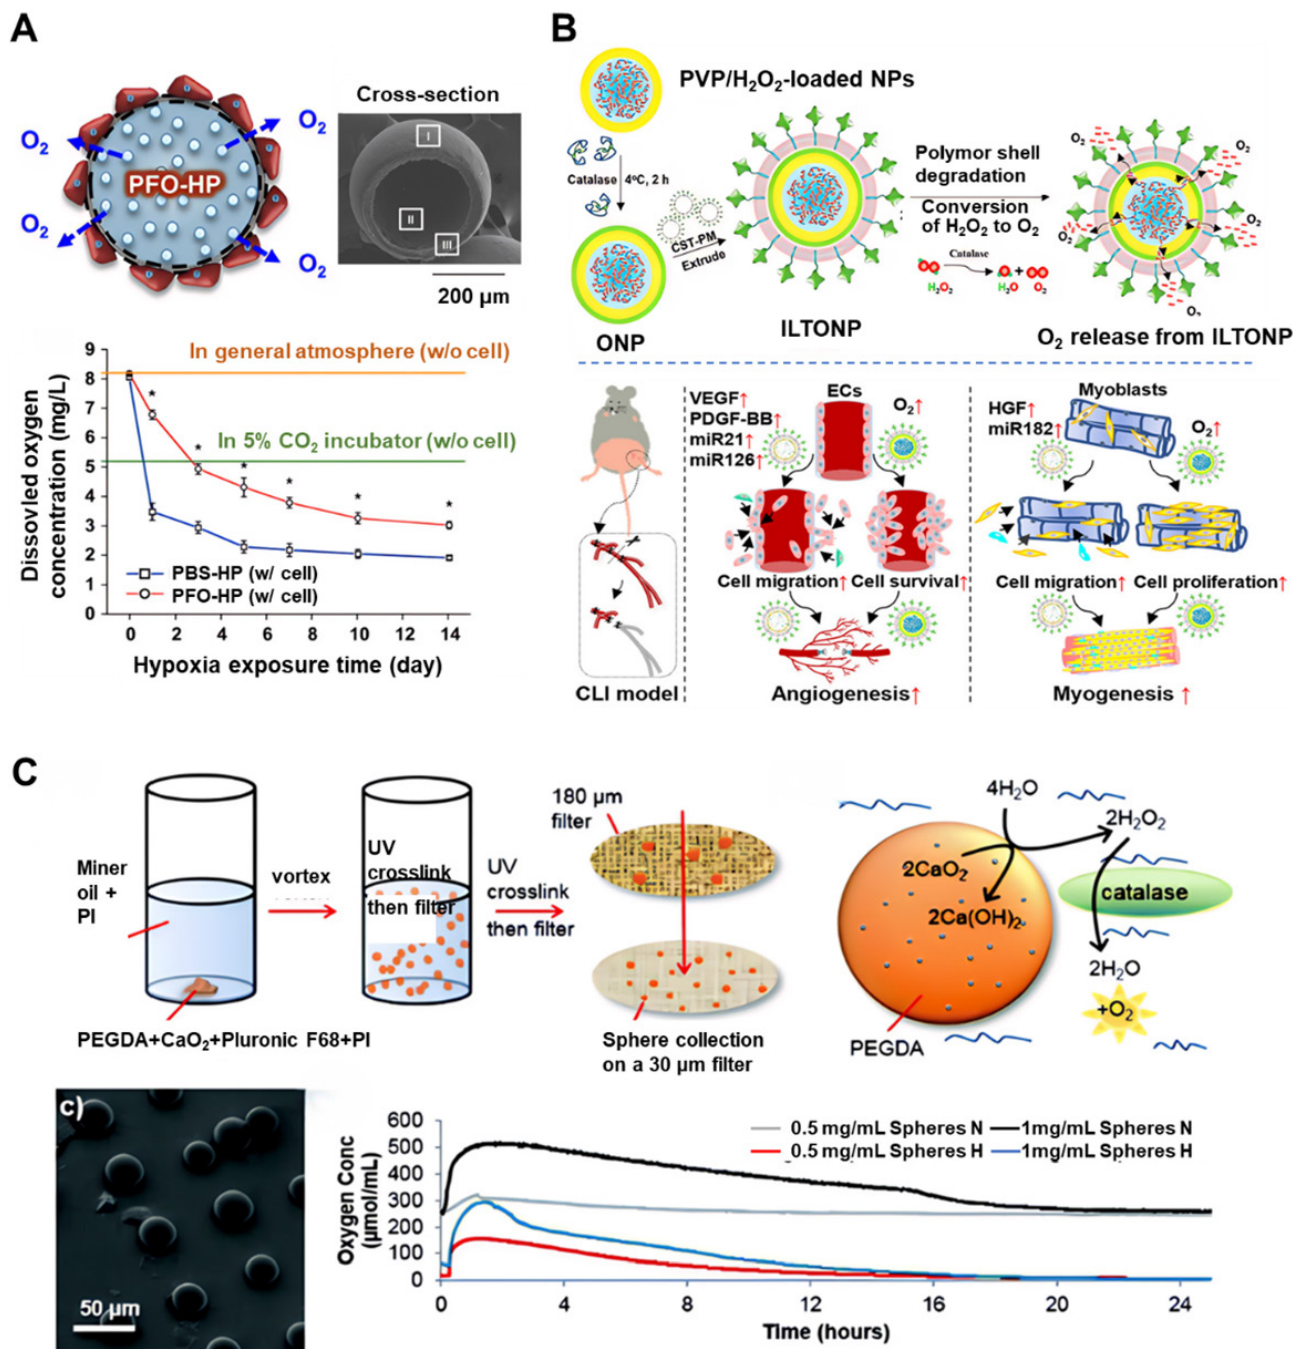 A
O₂
O₂
PFO-HP
O₂
O₂
Cross-section
I
II
III
200 µm
9
8
7
6
5
4
3
2
1
0
Dissovled oxygen
concentration (mg/L)
In general atmosphere (w/o cell)
In 5% CO₂ incubator (w/o cell)
*
*
*
*
*
*
PBS-HP (w/ cell)
PFO-HP (w/ cell)
0 2 4 6 8 10 12 14
Hypoxia exposure time (day)
B
PVP/H₂O₂-loaded NPs
Catalase
4ºC, 2 h
CST-PM
Extrude
ONP
ILTONP
Polymor shell
degradation
Conversion
of H₂O₂ to O₂
Catalase
+
H₂O₂
H₂O
O₂
O₂
O₂
O₂
O₂
O₂
O₂ release from ILTONP
CLI model
VEGF↑
PDGF-BB↑
miR21↑
miR126↑
ECs
O₂↑
Cell migration↑
Cell survival↑
Angiogenesis↑
HGF↑
miR182↑
Myoblasts
O₂↑
Cell migration↑
Cell proliferation↑
Myogenesis ↑
C
Miner
oil +
PI
vortex
UV
crosslink
then filter
UV
crosslink
then filter
180 µm
filter
PEGDA+CaO₂+Pluronic F68+PI
Sphere collection
on a 30 µm filter
4H₂O
2H₂O₂
2CaO₂
2Ca(OH)₂
catalase
2H₂O
+O₂
PEGDA
c)
50 µm
600
500
400
300
200
100
0
Oxygen Conc
(µmol/mL)
0.5 mg/mL Spheres N
1mg/mL Spheres N
0.5 mg/mL Spheres H
1mg/mL Spheres H
0 4 8 12 16 20 24
Time (hours)